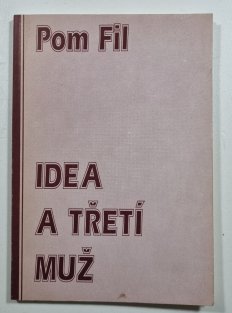 Pom Fil
IDEA
A TŘETÍ
MUŽ